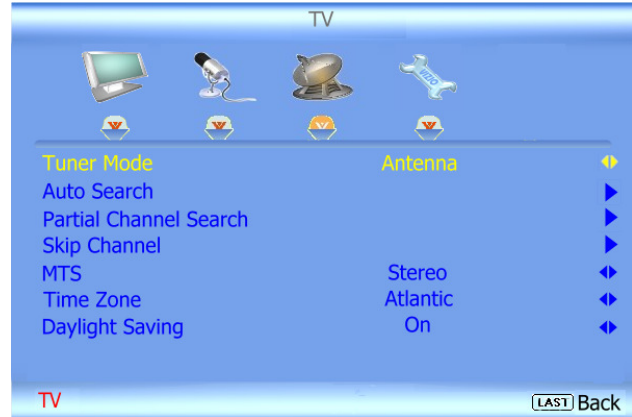 TV
VIZIO
Tuner Mode Antenna
Auto Search
Partial Channel Search
Skip Channel
MTS Stereo
Time Zone Atlantic
Daylight Saving On
TV LAST Back